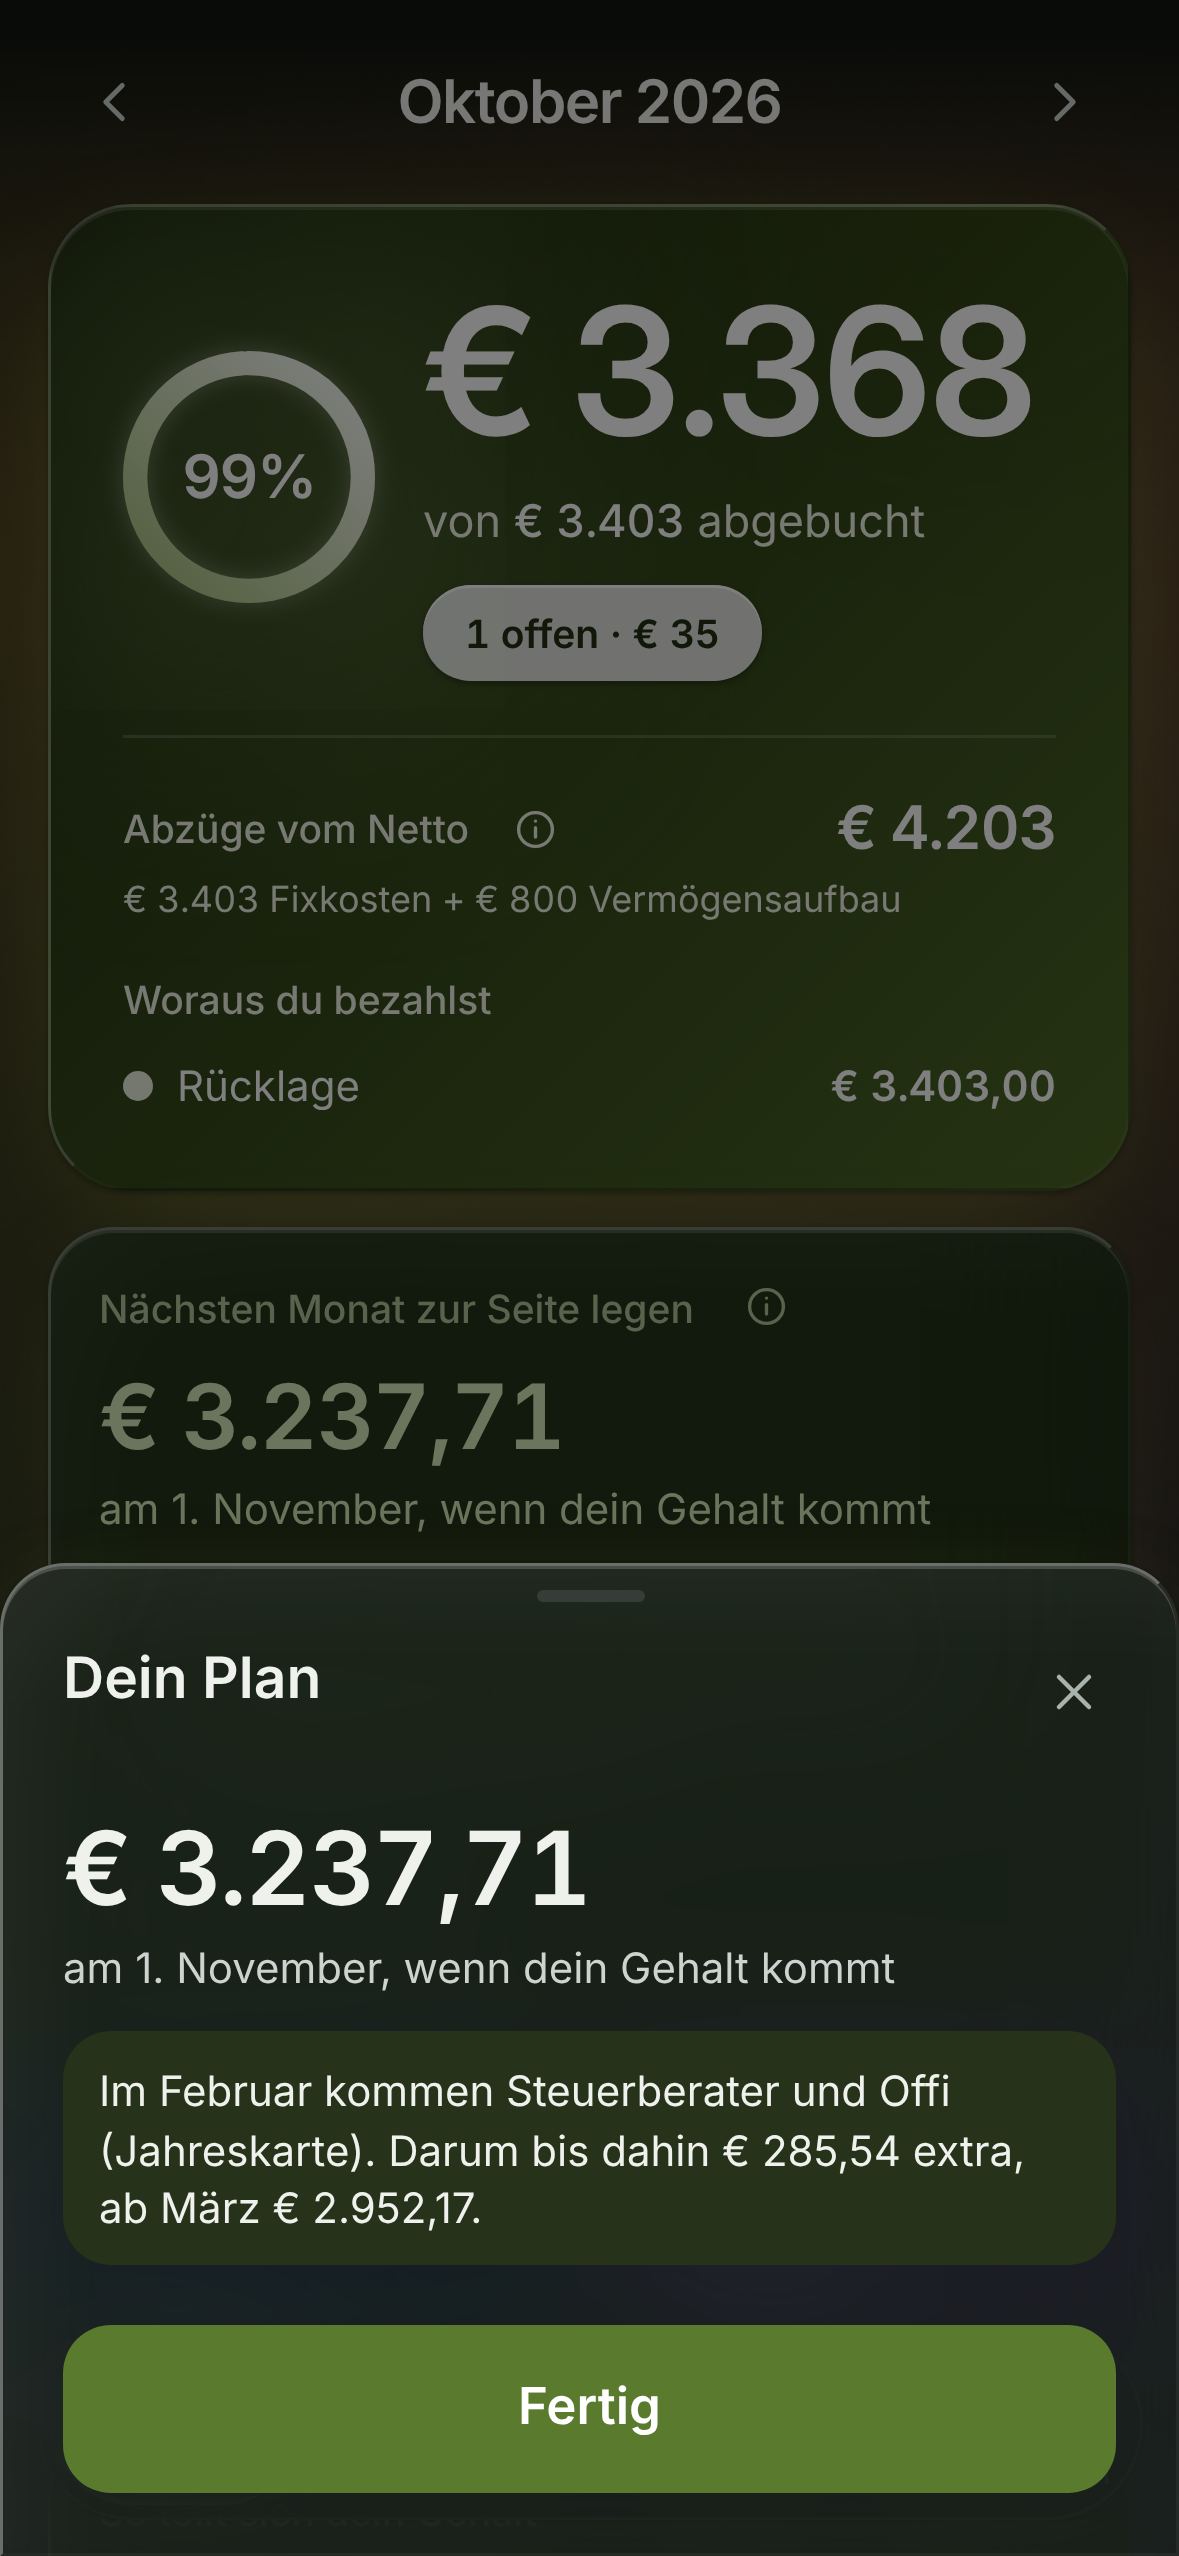 Oktober 2026
€ 3.368
99%
von € 3.403 abgebucht
1 offen · € 35
Abzüge vom Netto
€ 4.203
€ 3.403 Fixkosten + € 800 Vermögensaufbau
Woraus du bezahlst
Rücklage
€ 3.403,00
Nächsten Monat zur Seite legen
€ 3.237,71
am 1. November, wenn dein Gehalt kommt
Dein Plan
€ 3.237,71
am 1. November, wenn dein Gehalt kommt
Im Februar kommen Steuerberater und Offi
(Jahreskarte). Darum bis dahin € 285,54 extra,
ab März € 2.952,17.
Fertig